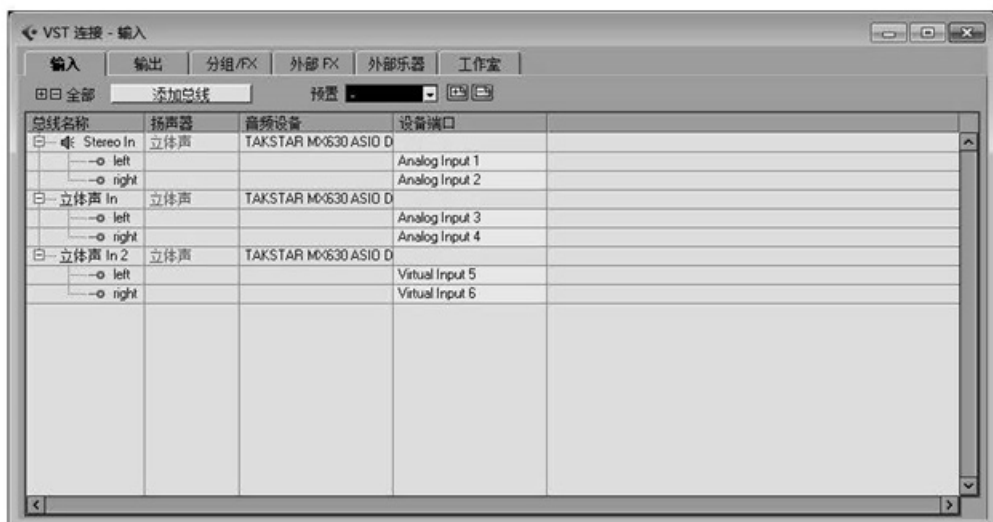 VST 连接 - 输入
输入 输出 分组/FX 外部 FX 外部乐器 工作室
全部 添加总线 预置 -
总线名称 扬声器 音频设备 设备端口
Stereo In 立体声 TAKSTAR MX630 ASIO D
left Analog Input 1
right Analog Input 2
立体声 In 立体声 TAKSTAR MX630 ASIO D
left Analog Input 3
right Analog Input 4
立体声 In 2 立体声 TAKSTAR MX630 ASIO D
left Virtual Input 5
right Virtual Input 6